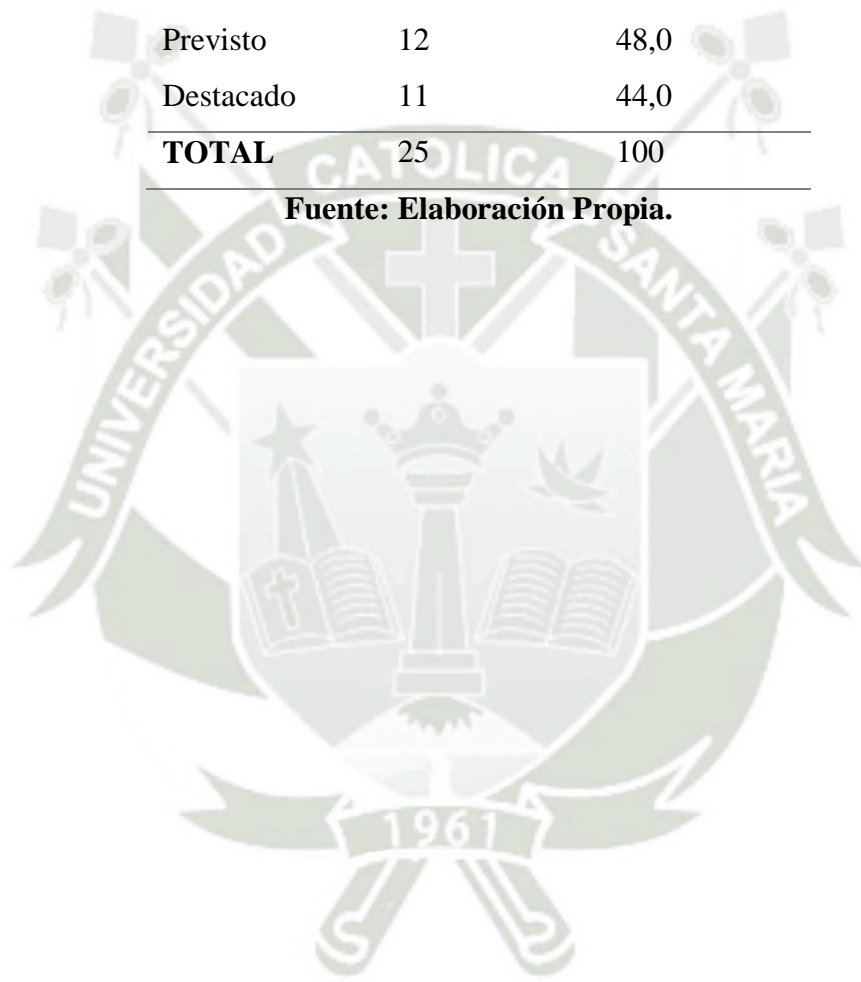 Previsto 12 48,0
Destacado 11 44,0
TOTAL 25 100
Fuente: Elaboración Propia.
UNIVERSIDAD CATOLICA SANTA MARIA
1961